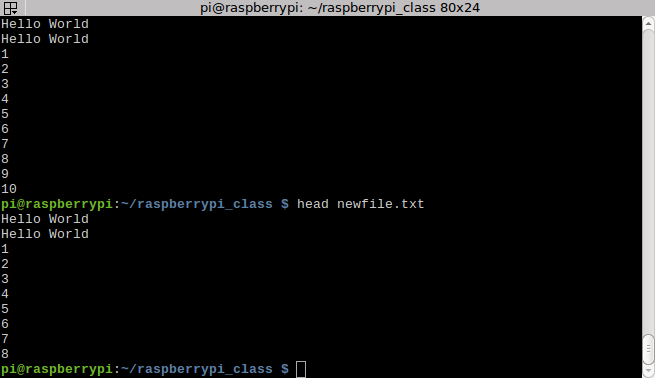 pi@raspberrypi: ~/raspberrypi_class 80x24
Hello World
Hello World
1
2
3
4
5
6
7
8
9
10
pi@raspberrypi:~/raspberrypi_class $ head newfile.txt
Hello World
Hello World
1
2
3
4
5
6
7
8
pi@raspberrypi:~/raspberrypi_class $